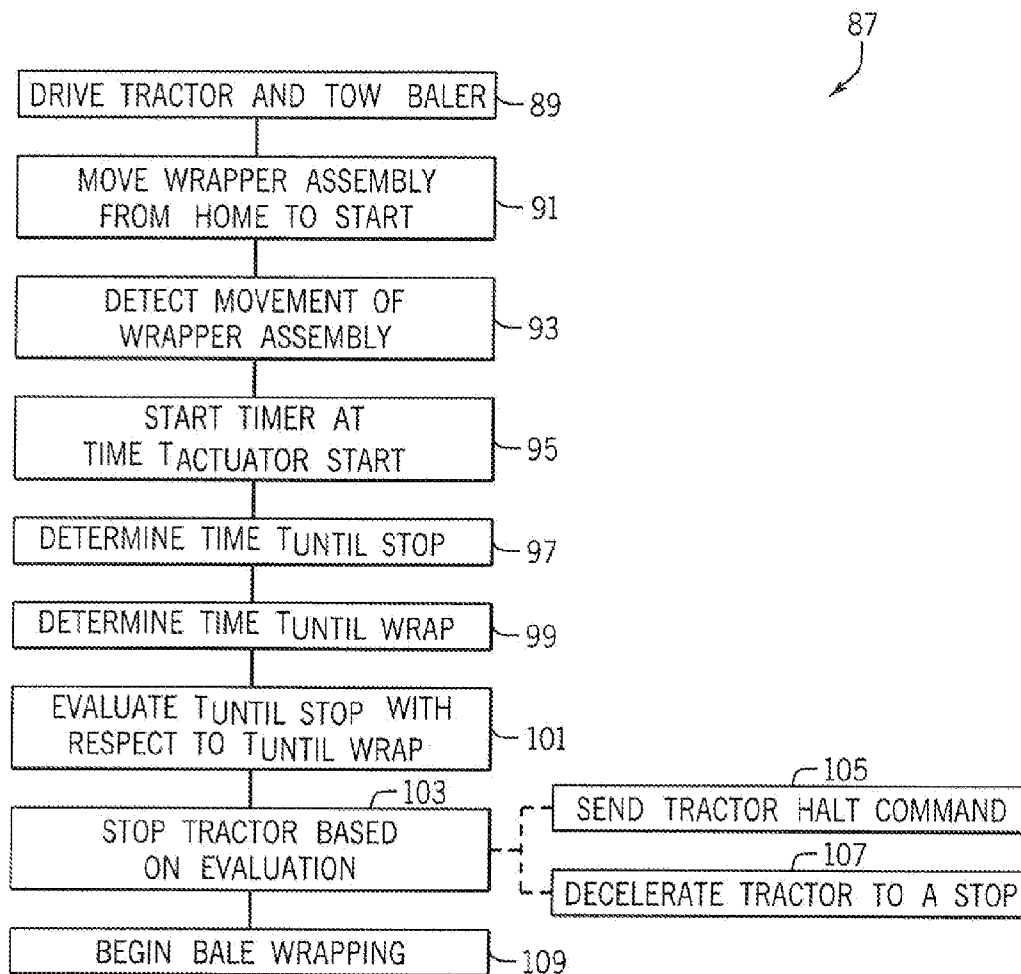 87
DRIVE TRACTOR AND TOW BALER
89
MOVE WRAPPER ASSEMBLY
FROM HOME TO START
91
DETECT MOVEMENT OF
WRAPPER ASSEMBLY
93
START TIMER AT
TIME TACTUATOR START
95
DETERMINE TIME TUNTIL STOP
97
DETERMINE TIME TUNTIL WRAP
99
EVALUATE TUNTIL STOP WITH
RESPECT TO TUNTIL WRAP
101
103
STOP TRACTOR BASED
ON EVALUATION
105
SEND TRACTOR HALT COMMAND
107
DECELERATE TRACTOR TO A STOP
BEGIN BALE WRAPPING
109